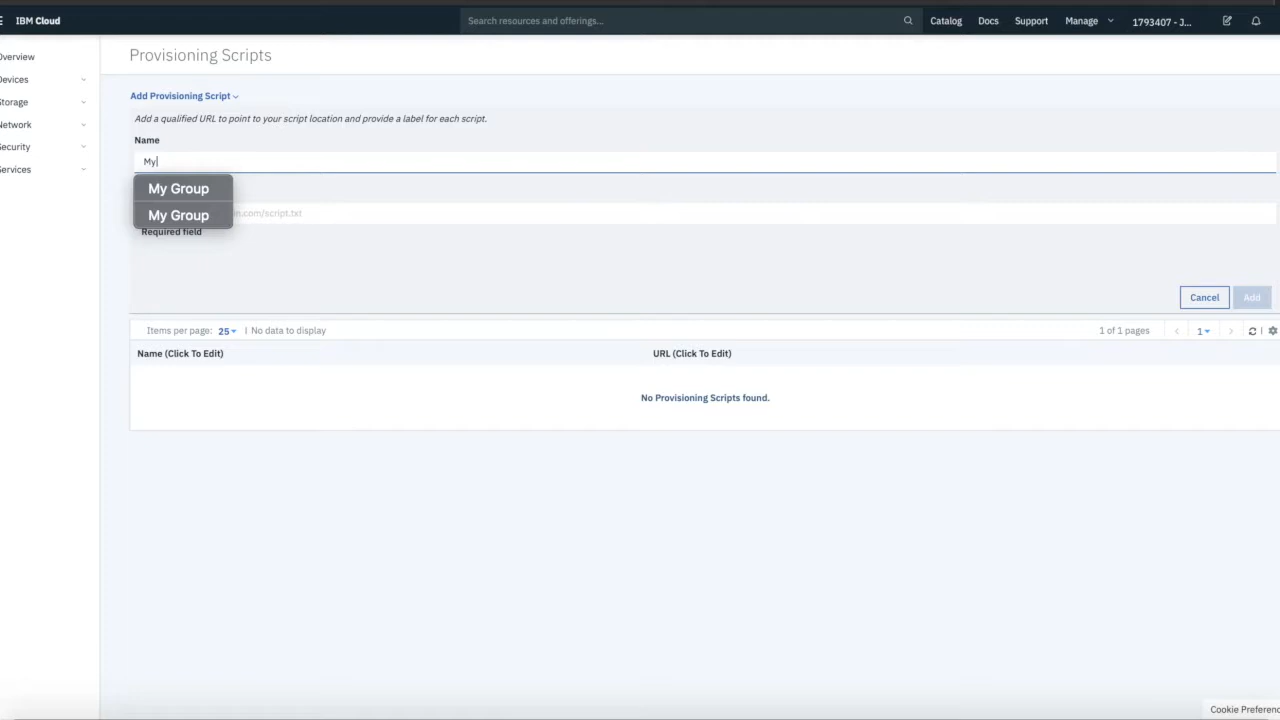 IBM Cloud
Search resources and offerings...
Catalog
Docs
Support
Manage
1793407 - J...
Overview
Devices
Storage
Network
Security
Services
Provisioning Scripts
Add Provisioning Script
Add a qualified URL to point to your script location and provide a label for each script.
Name
My
My Group
My Group
.com/script.txt
Required field
Cancel
Add
Items per page: 25 | No data to display
1 of 1 pages
1
Name (Click To Edit)
URL (Click To Edit)
No Provisioning Scripts found.
Cookie Preferenc